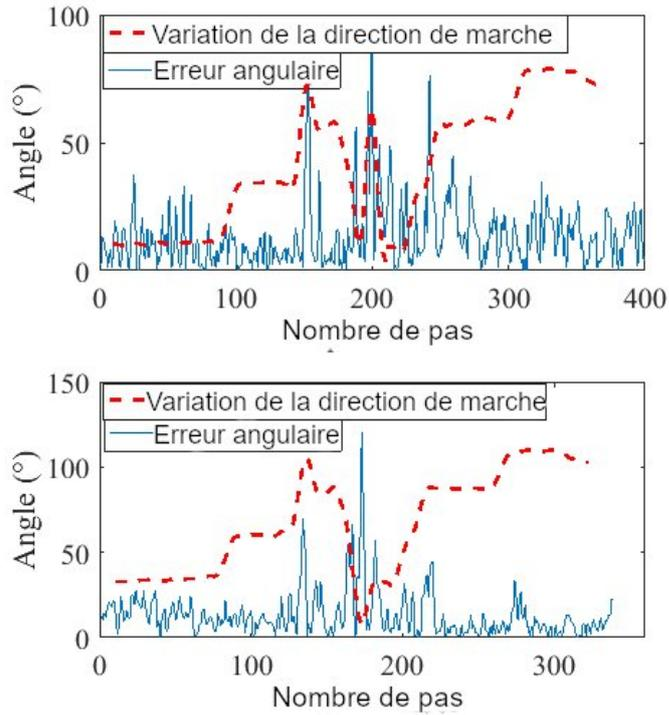 100
50
0
Angle (°)
Variation de la direction de marche
Erreur angulaire
0 100 200 300 400
Nombre de pas
150
100
50
0
Angle (°)
Variation de la direction de marche
Erreur angulaire
0 100 200 300
Nombre de pas